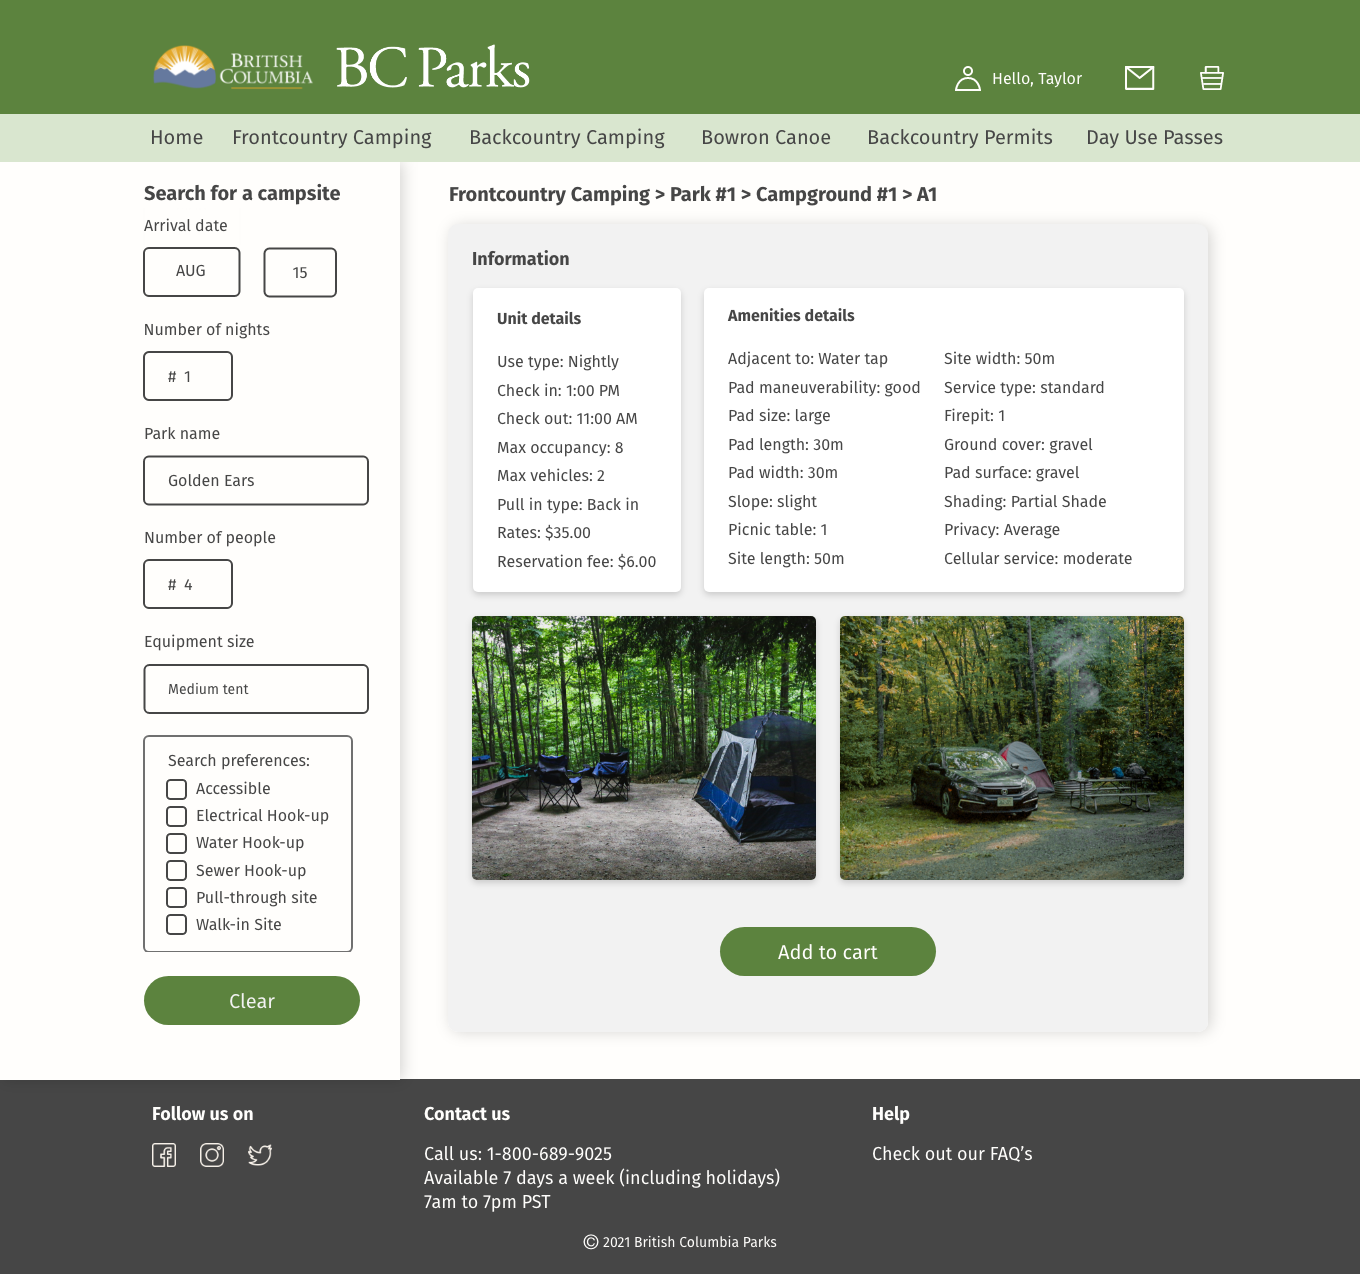 BRITISH
COLUMBIA
BC Parks
Hello, Taylor
Home Frontcountry Camping Backcountry Camping Bowron Canoe Backcountry Permits Day Use Passes
Search for a campsite
Arrival date
AUG 15
Number of nights
# 1
Park name
Golden Ears
Number of people
# 4
Equipment size
Medium tent
Search preferences:
Accessible
Electrical Hook-up
Water Hook-up
Sewer Hook-up
Pull-through site
Walk-in Site
Clear
Frontcountry Camping > Park #1 > Campground #1 > A1
Information
Unit details
Use type: Nightly
Check in: 1:00 PM
Check out: 11:00 AM
Max occupancy: 8
Max vehicles: 2
Pull in type: Back in
Rates: $35.00
Reservation fee: $6.00
Amenities details
Adjacent to: Water tap
Pad maneuverability: good
Pad size: large
Pad length: 30m
Pad width: 30m
Slope: slight
Picnic table: 1
Site length: 50m
Site width: 50m
Service type: standard
Firepit: 1
Ground cover: gravel
Pad surface: gravel
Shading: Partial Shade
Privacy: Average
Cellular service: moderate
Add to cart
Follow us on
Contact us
Call us: 1-800-689-9025
Available 7 days a week (including holidays)
7am to 7pm PST
Help
Check out our FAQ’s
© 2021 British Columbia Parks